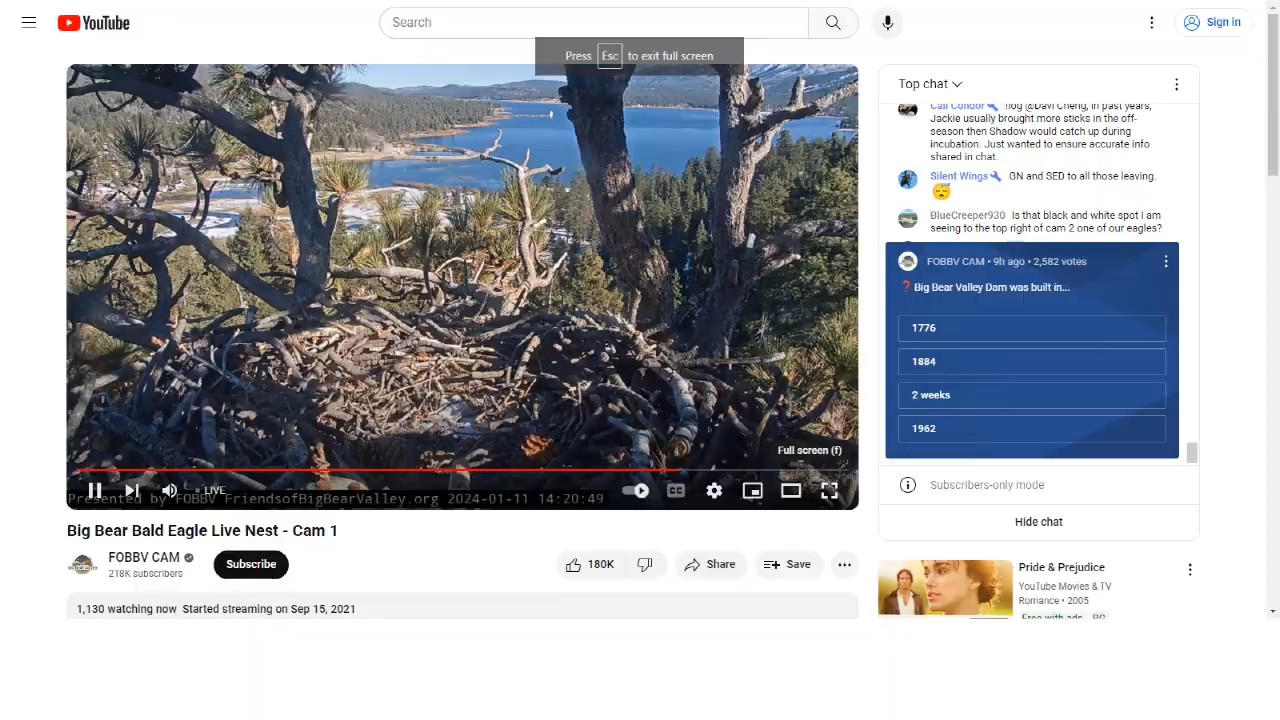 YouTube
Search
Sign in
Press Esc to exit full screen
Full screen (f)
LIVE
CC
Presented by FOBBV FriendsofBigBearValley.org 2024-01-11 14:20:49
Big Bear Bald Eagle Live Nest - Cam 1
FOBBV CAM
218K subscribers
Subscribe
180K
Share
Save
1,130 watching now Started streaming on Sep 15, 2021
Top chat
Cali Condor !log @Davi Cheng, in past years,
Jackie usually brought more sticks in the off-
season then Shadow would catch up during
incubation. Just wanted to ensure accurate info
shared in chat.
Silent Wings GN and SED to all those leaving.
BlueCreeper930 Is that black and white spot I am
seeing to the top right of cam 2 one of our eagles?
FOBBV CAM • 9h ago • 2,582 votes
❓Big Bear Valley Dam was built in...
1776
1884
2 weeks
1962
Subscribers-only mode
Hide chat
Pride & Prejudice
YouTube Movies & TV
Romance • 2005
Free with ads PG